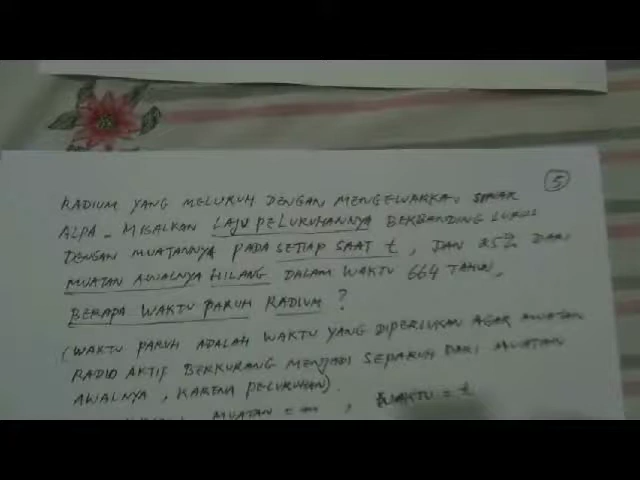 5
RADIUM YANG MELURUH DENGAN MENGELUARKA. SINAR
ALPA. MISALKAN LAJU PELURUHANNYA BERBANDING LURUS
DENGAN MUATANNYA PADA SETIAP SAAT t, DAN 25% DARI
MUATAN AWALNYA HILANG DALAM WAKTU 664 TAHUN,
BERAPA WAKTU PARUH RADIUM ?
(WAKTU PARUH ADALAH WAKTU YANG DIPERLUKAN AGAR MUATAN
RADIO AKTIF BERKURANG MENJADI SEPARUH DARI MUATAN
AWALNYA, KARENA PELURUHAN).
MUATAN = m, WAKTU = t